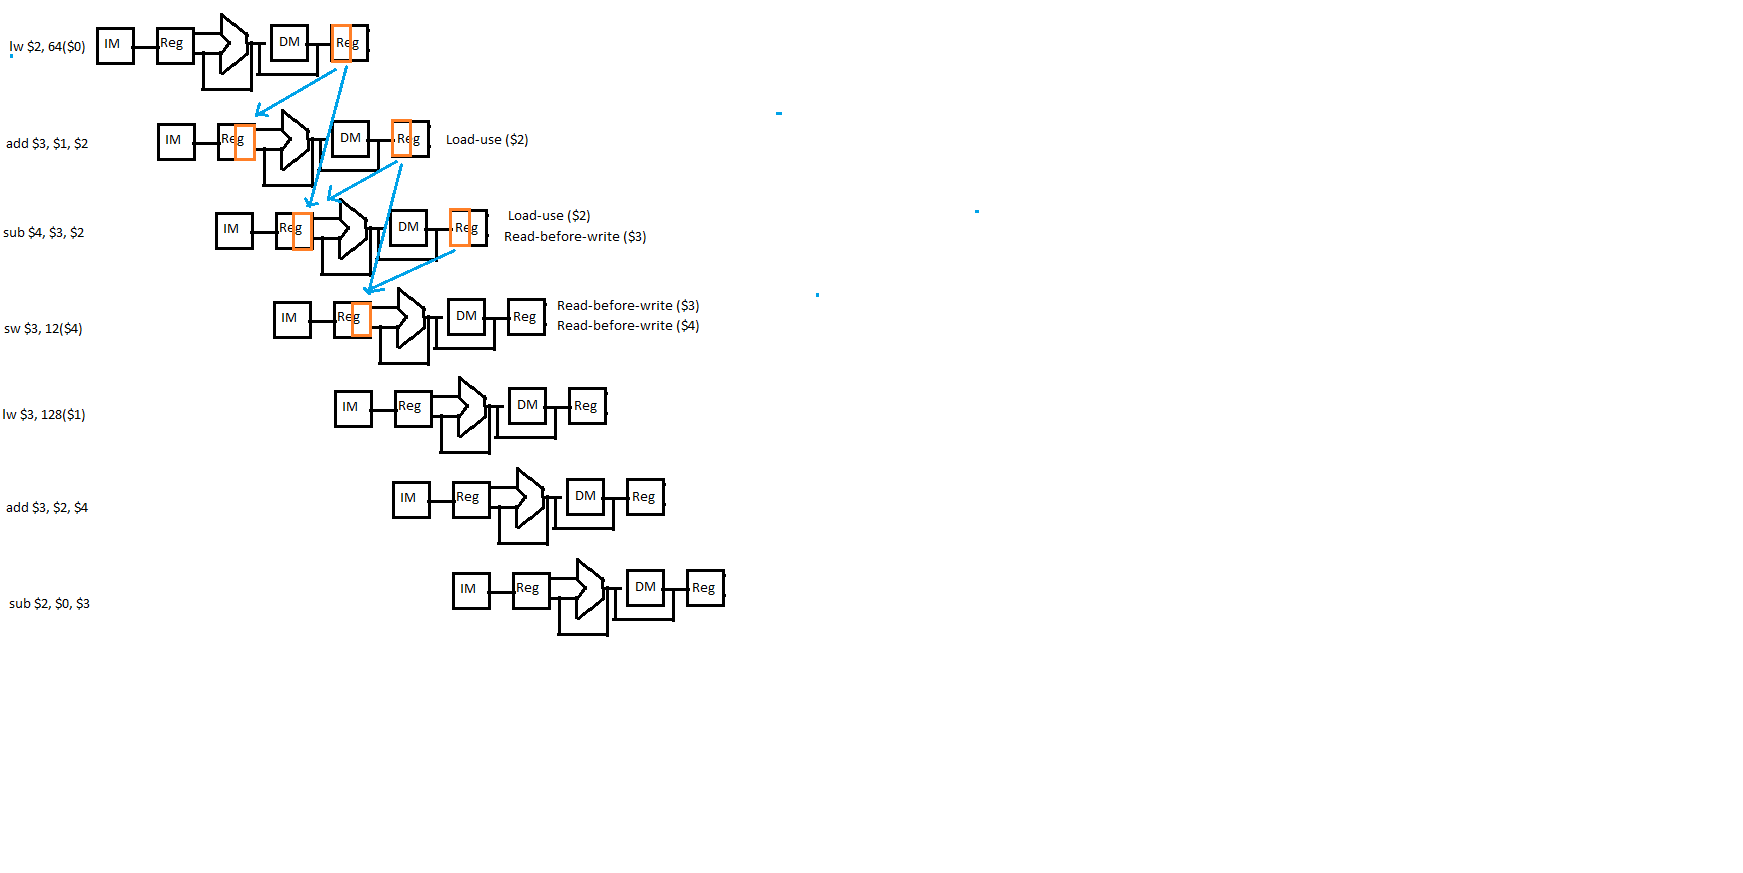 lw $2, 64($0) IM Reg DM Reg
add $3, $1, $2 IM Reg DM Reg Load-use ($2)
sub $4, $3, $2 IM Reg DM Reg Load-use ($2)
Read-before-write ($3)
sw $3, 12($4) IM Reg DM Reg Read-before-write ($3)
Read-before-write ($4)
lw $3, 128($1) IM Reg DM Reg
add $3, $2, $4 IM Reg DM Reg
sub $2, $0, $3 IM Reg DM Reg